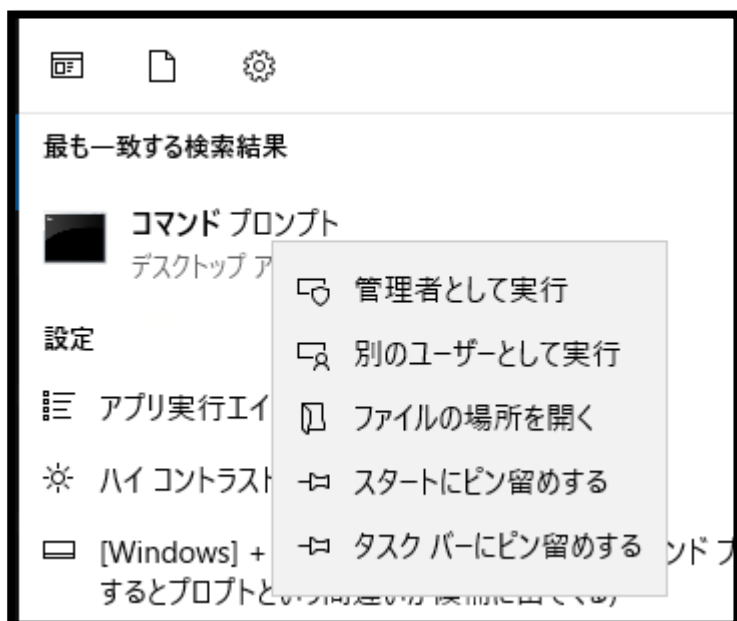 最も一致する検索結果
コマンド プロンプト
デスクトップ ア
管理者として実行
設定
別のユーザーとして実行
アプリ実行エイ
ファイルの場所を開く
ハイ コントラスト
スタートにピン留めする
[Windows] +
タスク バーにピン留めする
ンド プ
するとプロプトと